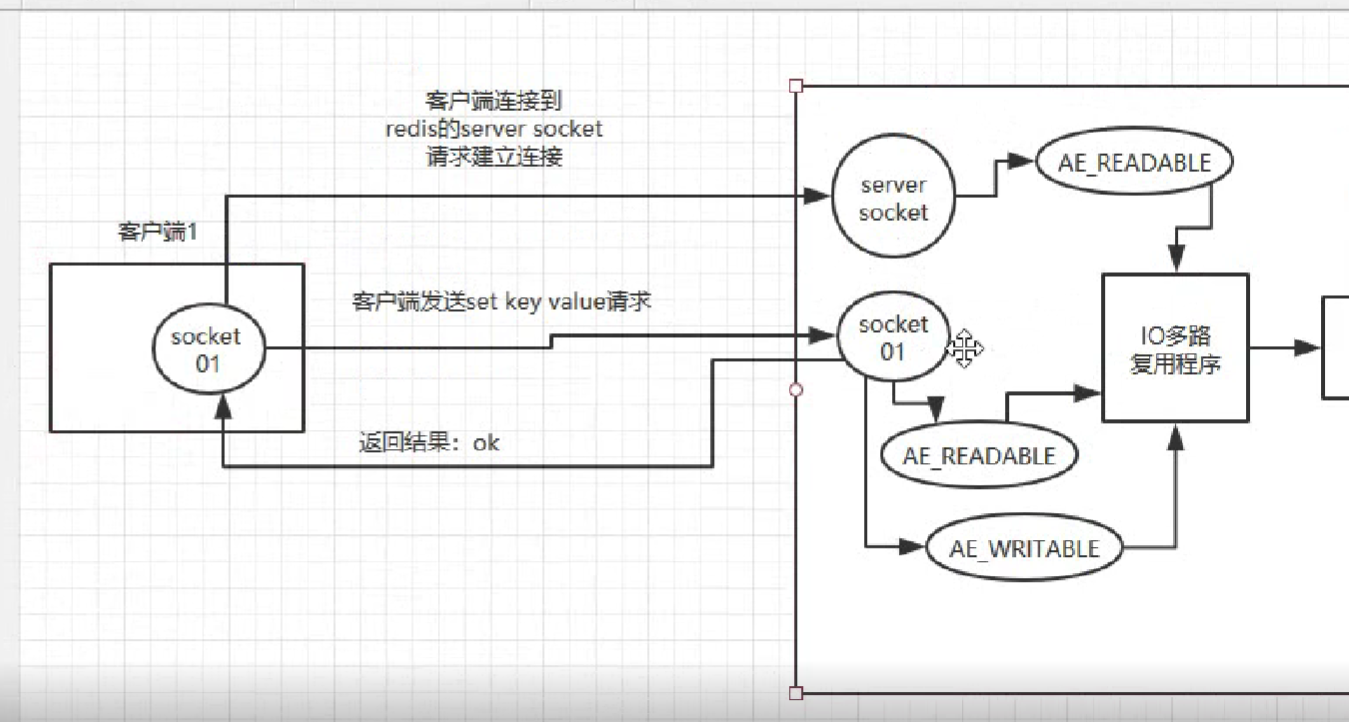 客户端连接到
redis的server socket
请求建立连接
server
socket
AE_READABLE
客户端1
客户端发送set key value请求
socket
01
socket
01
IO多路
复用程序
返回结果：ok
AE_READABLE
AE_WRITABLE